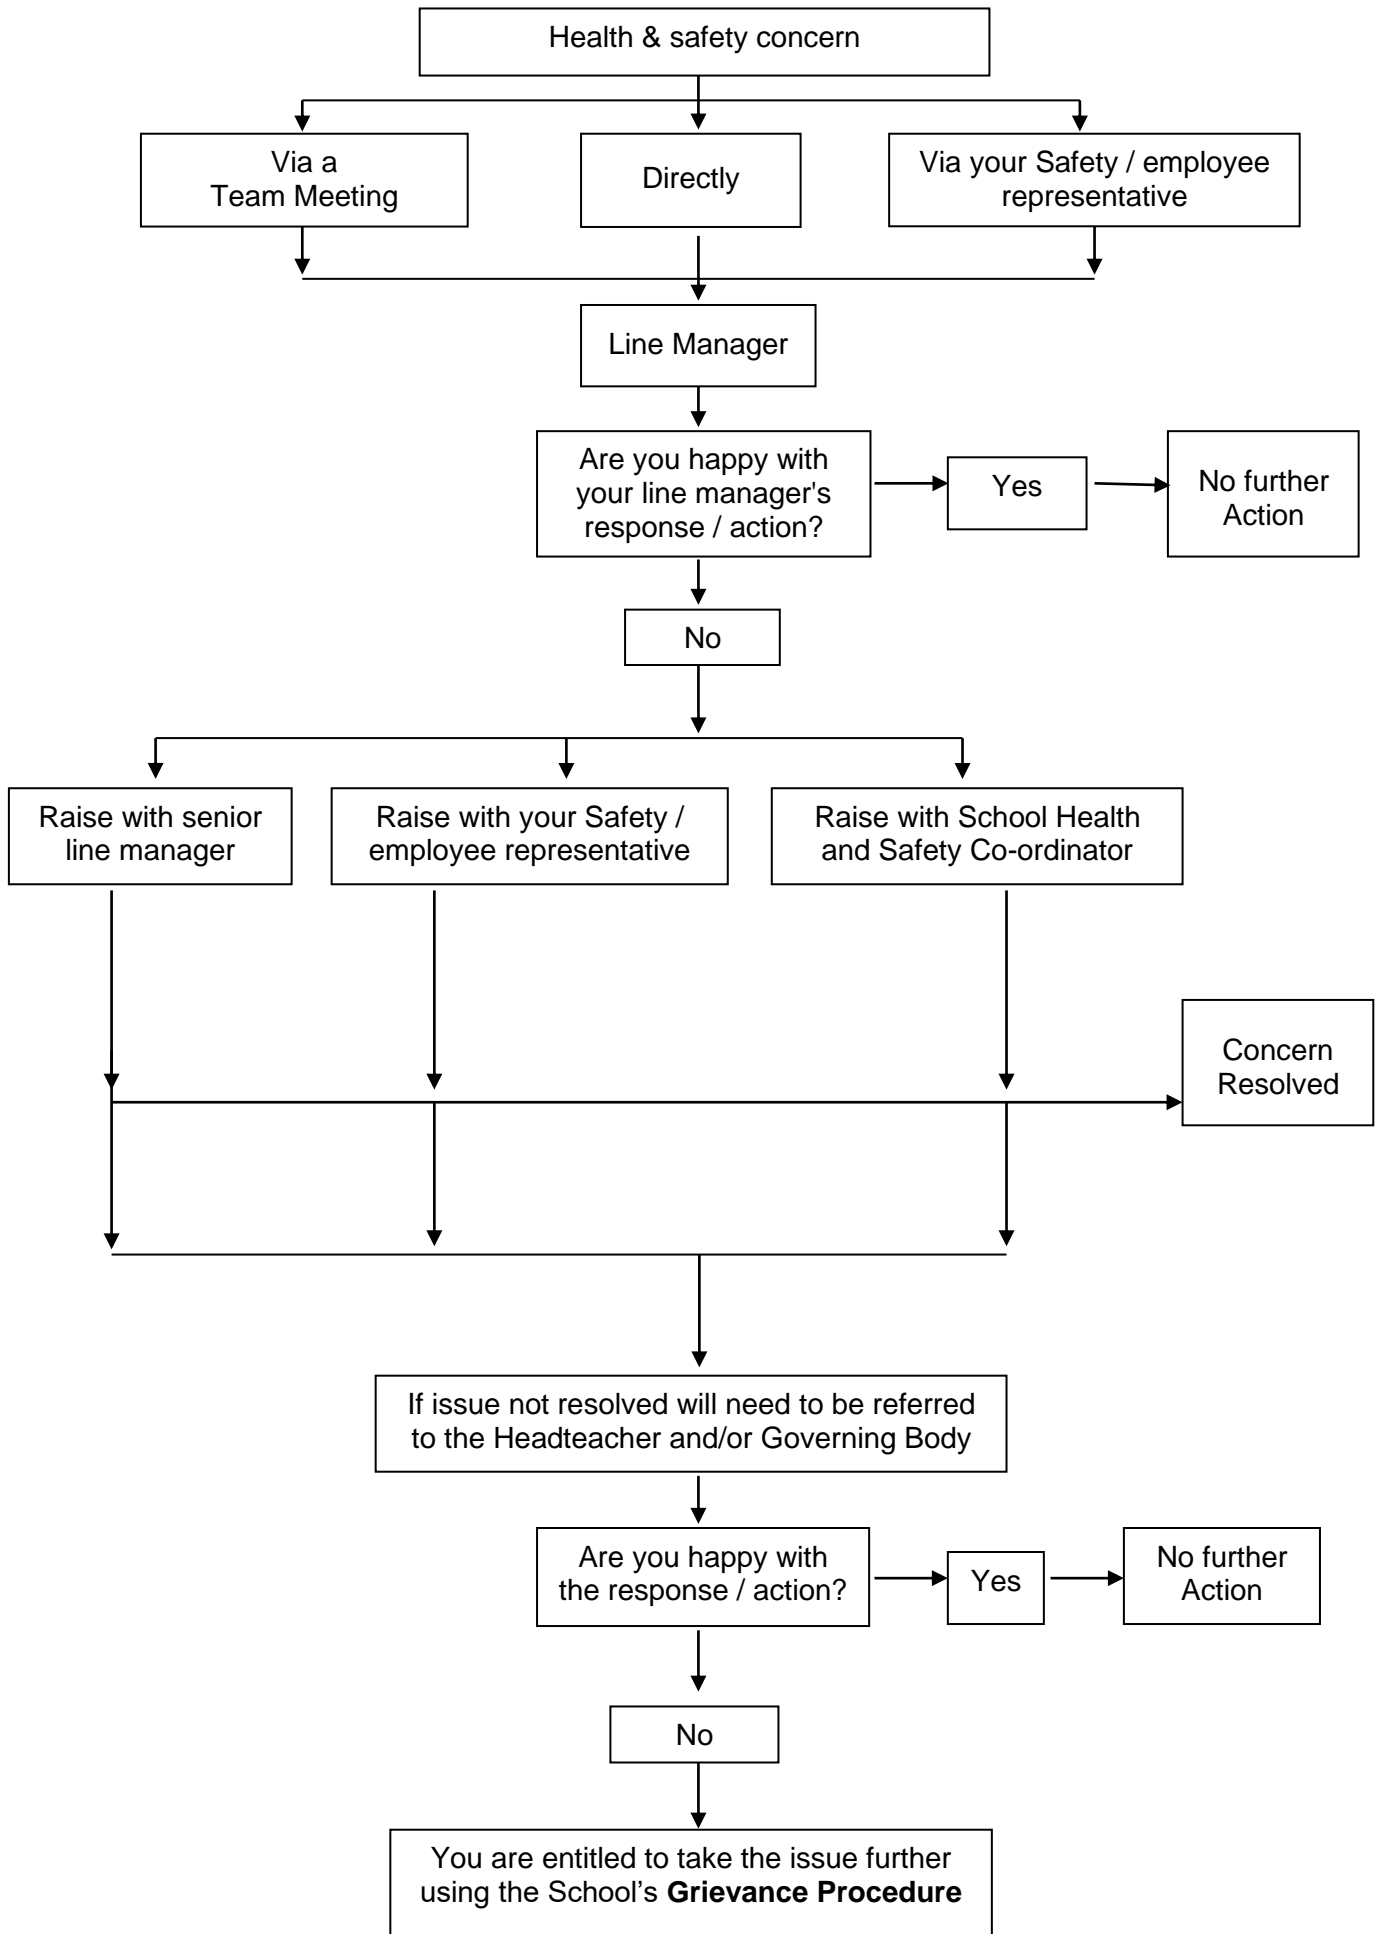 Health & safety concern
Via a
Team Meeting
Directly
Via your Safety / employee
representative
Line Manager
Are you happy with
your line manager's
response / action?
Yes
No further
Action
No
Raise with senior
line manager
Raise with your Safety /
employee representative
Raise with School Health
and Safety Co-ordinator
Concern
Resolved
If issue not resolved will need to be referred
to the Headteacher and/or Governing Body
Are you happy with
the response / action?
Yes
No further
Action
No
You are entitled to take the issue further
using the School’s Grievance Procedure